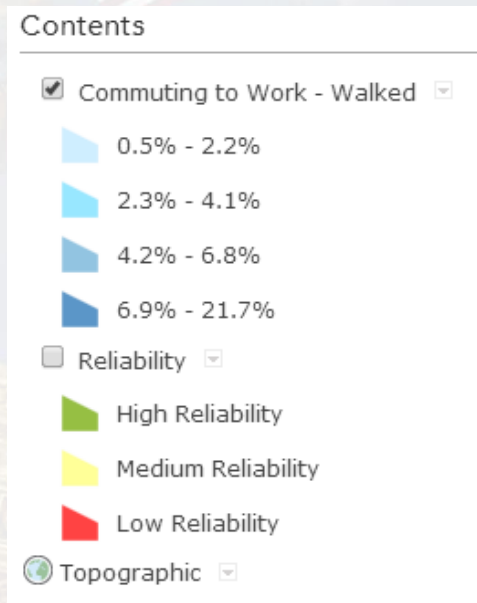 Contents
Commuting to Work - Walked
0.5% - 2.2%
2.3% - 4.1%
4.2% - 6.8%
6.9% - 21.7%
Reliability
High Reliability
Medium Reliability
Low Reliability
Topographic